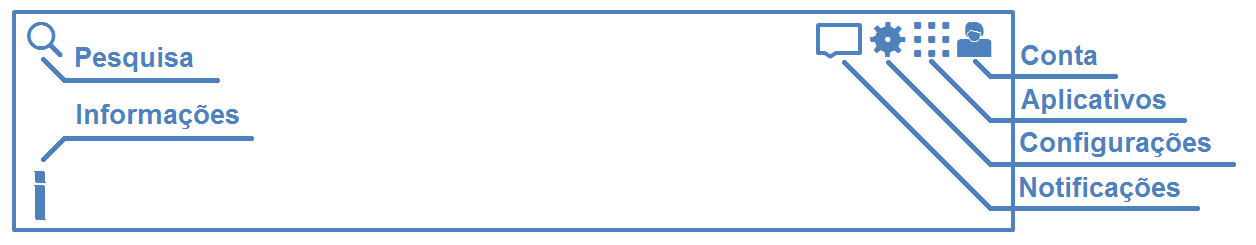 Pesquisa
Informações
Conta
Aplicativos
Configurações
Notificações